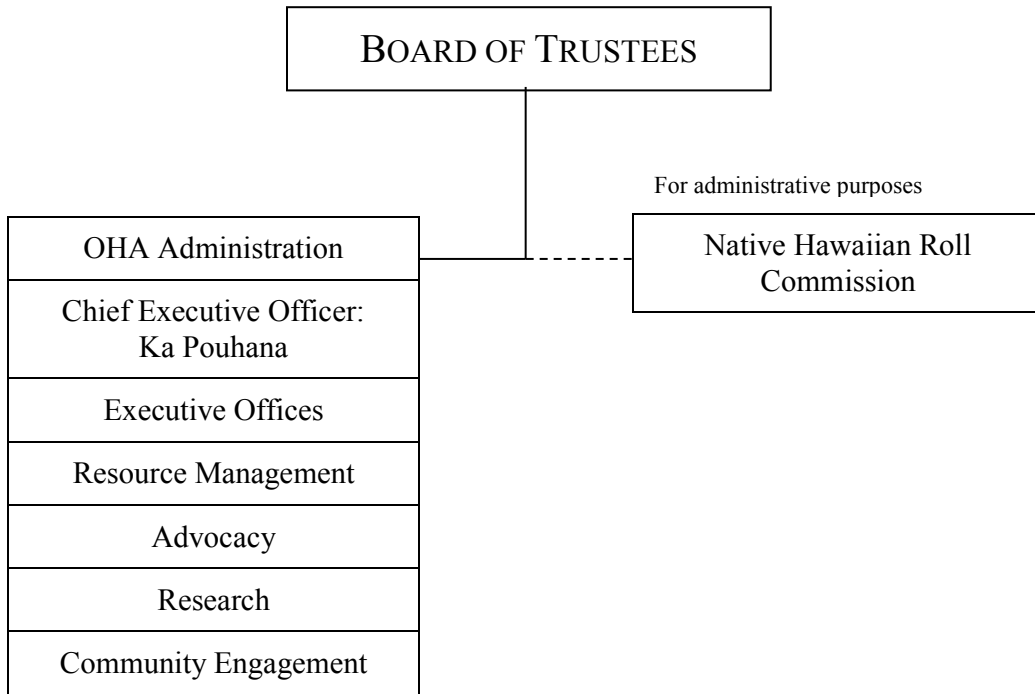 BOARD OF TRUSTEES
For administrative purposes
OHA Administration
Native Hawaiian Roll
Commission
Chief Executive Officer:
Ka Pouhana
Executive Offices
Resource Management
Advocacy
Research
Community Engagement